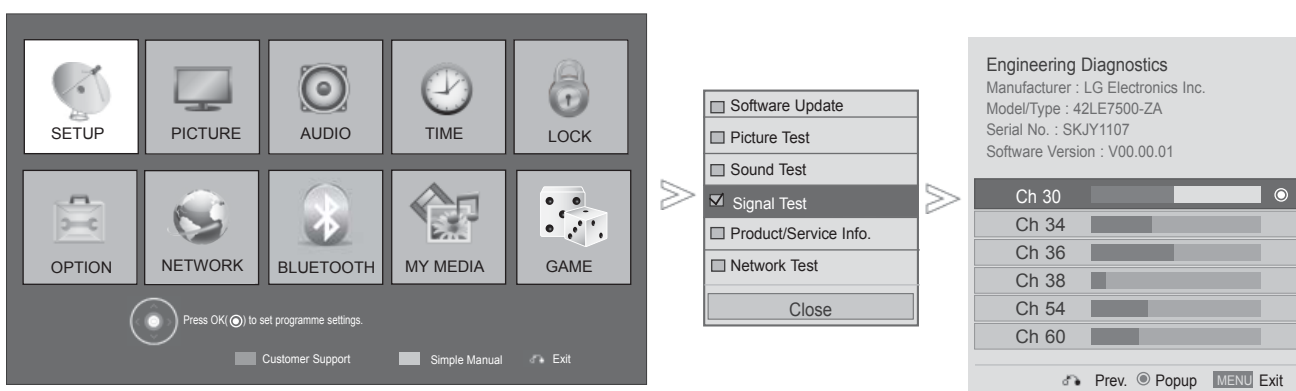 SETUP
PICTURE
AUDIO
TIME
LOCK
OPTION
NETWORK
BLUETOOTH
MY MEDIA
GAME
Press OK( ) to set programme settings.
Customer Support
Simple Manual
Exit
Software Update
Picture Test
Sound Test
Signal Test
Product/Service Info.
Network Test
Close
Engineering Diagnostics
Manufacturer : LG Electronics Inc.
Model/Type : 42LE7500-ZA
Serial No. : SKJY1107
Software Version : V00.00.01
Ch 30
Ch 34
Ch 36
Ch 38
Ch 54
Ch 60
Prev. Popup MENU Exit